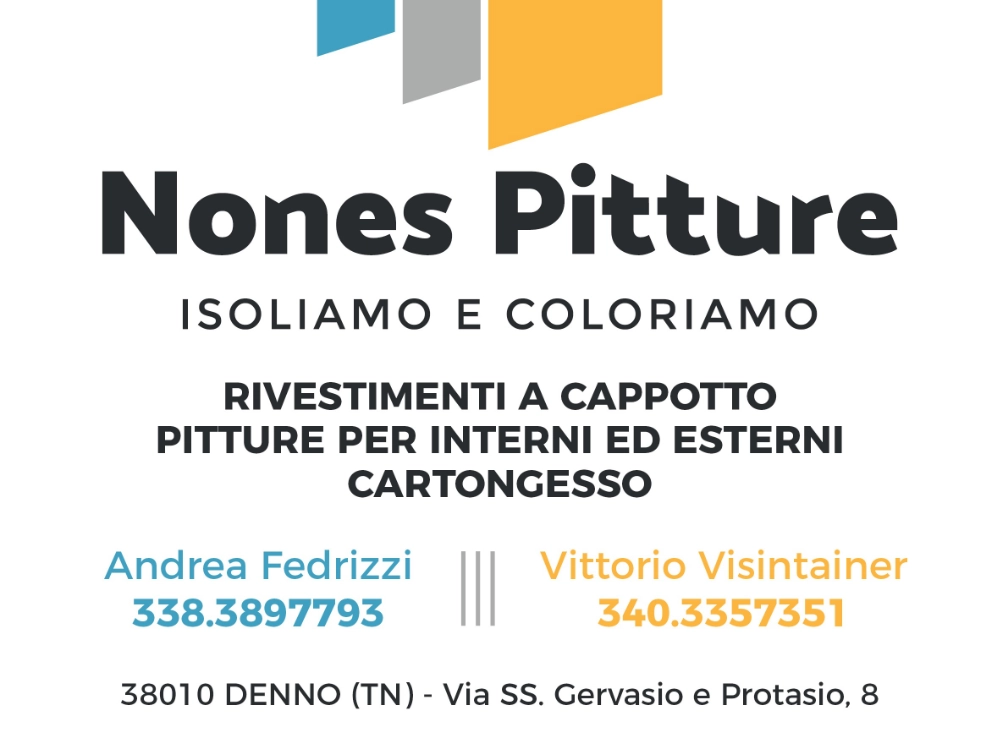 Nones Pitture
ISOLIAMO E COLORIAMO
RIVESTIMENTI A CAPPOTTO
PITTURE PER INTERNI ED ESTERNI
CARTONGESSO
Andrea Fedrizzi
338.3897793
Vittorio Visintainer
340.3357351
38010 DENNO (TN) - Via SS. Gervasio e Protasio, 8